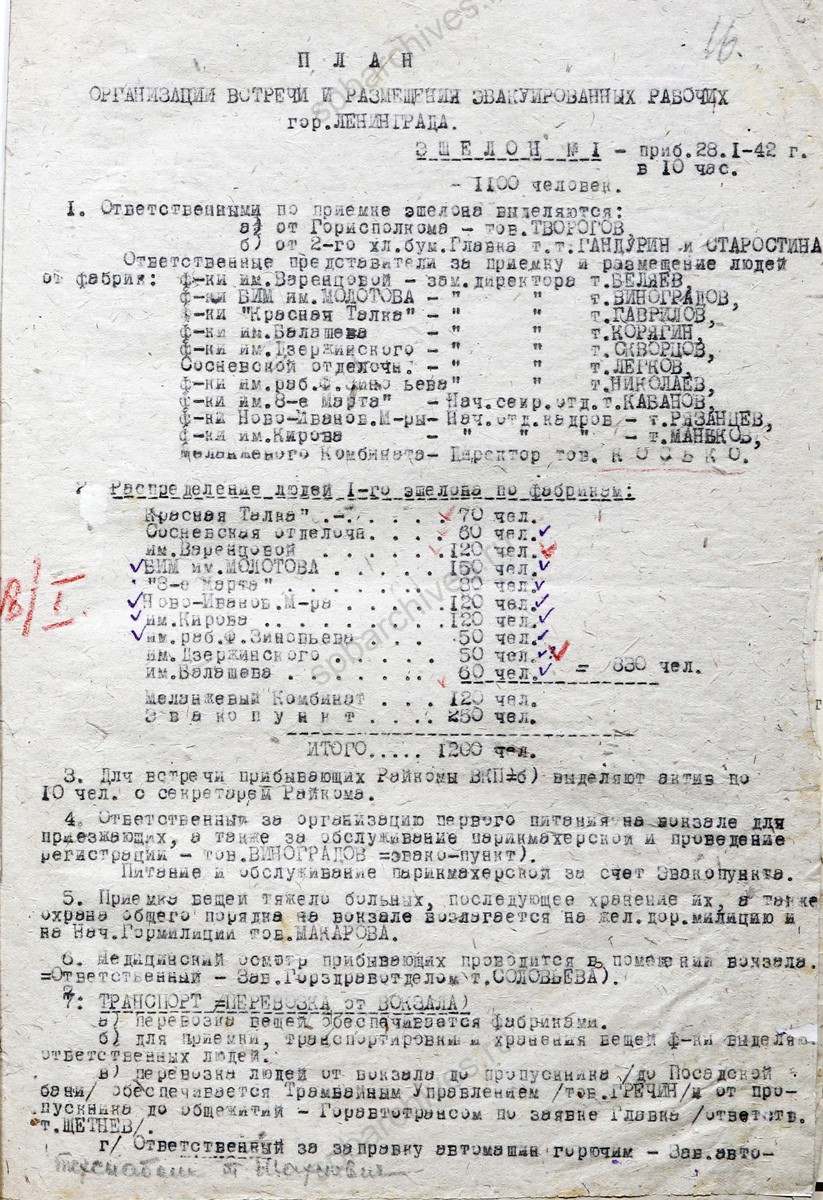 16.
П Л А Н
ОРГАНИЗАЦИИ ВСТРЕЧИ И РАЗМЕЩЕНИЯ ЭВАКУИРОВАННЫХ РАБОЧИХ
гор.ЛЕНИНГРАДА.
ЭШЕЛОН №I - приб.28.I-42 г.
в 10 час.
- 1100 человек.
I. Ответственными по приемке эшелона выделяются:
а) от Горисполкома - тов.ТВОРОГОВ
б) от 2-го хл.бум.Главка т.т.ГАНДУРИН и СТАРОСТИНА
Ответственные представители за приемку и размещение людей
от фабрик: ф-ки им.Варенцовой - зам.директора т.БЕЛЯЕВ,
ф-ки БИМ им.МОЛОТОВА - " " т.ВИНОГРАДОВ,
ф-ки "Красная Талка" - " " т.ГАВРИЛОВ,
ф-ки им.Балашева - " " т.КОРЯГИН,
ф-ки им.Дзержинского - " " т.СКВОРЦОВ,
Сосневской отделочн. - " " т.ЛЕГКОВ,
ф-ки им.раб.Ф.Зиновьева" " т.НИКОЛАЕВ,
ф-ки им.8-е Марта" - Нач.секр.отд.т.КАБАНОВ,
ф-ки Ново-Иванов.М-ры- Нач.отд.кадров - т.РЯЗАНЦЕВ,
ф-ки им.Кирова - " " " - т.МАНЬКОВ,
Меланжевого Комбината- Директор тов. К О С Ь К О.
2 Распределение людей I-го эшелона по фабрикам:
Красная Талка" .-. . . . . 70 чел.
Сосневская отделоча. . . . 60 чел.
им.Варенцовой . . . . . . 120 чел.
БИМ им.МОЛОТОВА . . . . . 150 чел.
"8-е Марта" . . . . . . . 80 чел.
Ново-Иванов.М-ра . . . . . 120 чел.
им.Кирова . . . . . . . . 120 чел.
им.раб.Ф.Зиновьева . . . . 50 чел.
им.Дзержинского . . . . . 50 чел.
им.Балашева . . . . . . . 60 чел. = 830 чел.
Меланжевый Комбинат . . . 120 чел.
Э в а к о п у н к т . . . . 250 чел.
ИТОГО..... 1200 чел.
3. Длч встречи прибывающих Райкомы ВКП±б) выделяют актив по
10 чел. с секретарем Райкома.
4. Ответственный за организацию первого питания на вокзале для
приезжающих, а также за обслуживание парикмахерской и проведение
регистрации - тов.ВИНОГРАДОВ =эвако-пункт).
Питание и обслуживание парикмахерской за счет Эвакопункта.
5. Приемка вещей тяжело больных, последующее хранение их, а также
охрана общего порядка на вокзале возлагается на жел.дор.милицию и
на Нач.Гормилиции тов.МАКАРОВА.
6. Медицинский осмотр прибывающих проводится в помещении вокзала.
=Ответственный - Зав.Горздравотделом т.СОЛОВЬЕВА).
7: ТРАНСПОРТ =ПЕРЕВОЗКА от ВОКЗАЛА)
а) перевозка вещей обеспечивается фабриками.
б) для приемки, транспортировки и хранения вещей ф-ки выделяю
ответственных людей.
в) перевозка людей от вокзала до пропускника /до Посадской
бани/ обеспечивается Трамвайным Управлением /тов.ГРЕЧИН/и от про-
пускника до общежитий - Горавтотрансом по заявке Главка /ответств.
т.ЩЕТНЕВ/.
г/ Ответственный за заправку автомашин горючим - Зав.авто-
техснабом т Шахнович
18/I.
spbarchives.ru